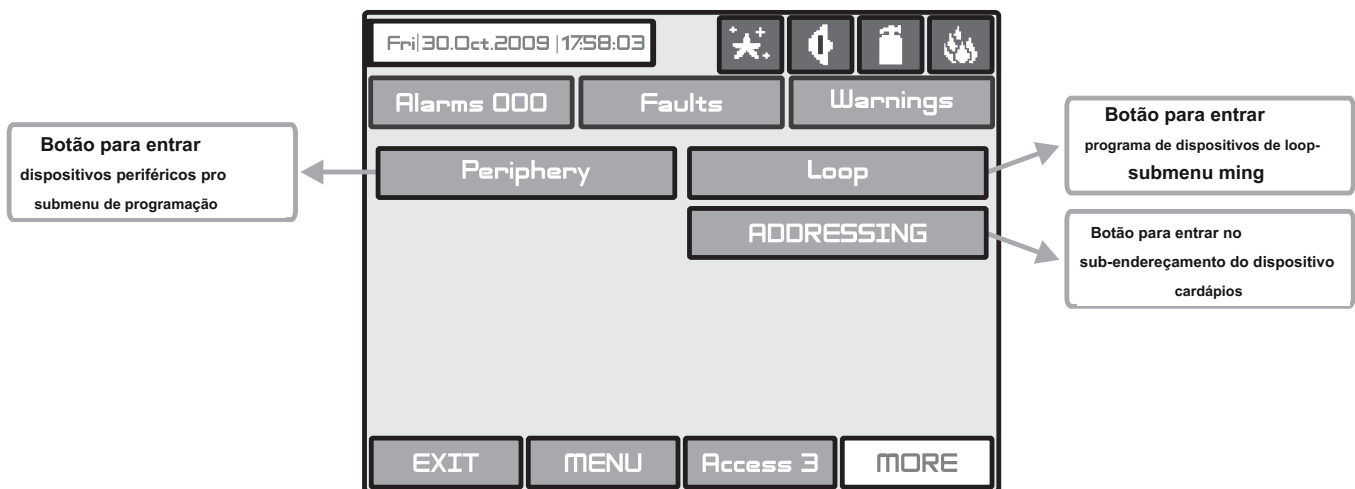 Fri|30.Oct.2009|17:58:03
Alarms 000
Faults
Warnings
Botão para entrar
dispositivos periféricos pro
submenu de programação
Periphery
Loop
Botão para entrar
programa de dispositivos de loop-
submenu ming
ADDRESSING
Botão para entrar no
sub-endereçamento do dispositivo
cardápios
EXIT
MENU
Access 3
MORE